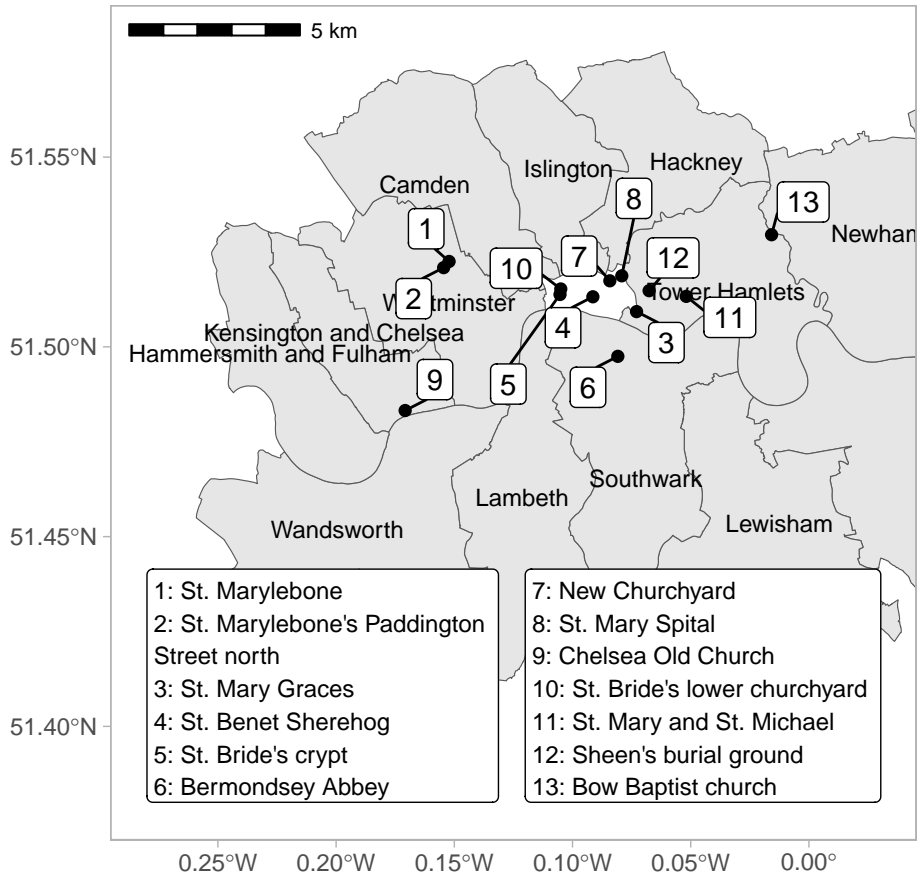 5 km
51.55°N
51.50°N
51.45°N
51.40°N
Hackney
Islington
Camden
8
13
1
Newham
7
12
10
2
Westminster
Tower Hamlets
11
4
3
Kensington and Chelsea
Hammersmith and Fulham
9
5
6
Southwark
Lambeth
Wandsworth
Lewisham
1: St. Marylebone
2: St. Marylebone's Paddington
Street north
3: St. Mary Graces
4: St. Benet Sherehog
5: St. Bride's crypt
6: Bermondsey Abbey
7: New Churchyard
8: St. Mary Spital
9: Chelsea Old Church
10: St. Bride's lower churchyard
11: St. Mary and St. Michael
12: Sheen's burial ground
13: Bow Baptist church
0.25°W 0.20°W 0.15°W 0.10°W 0.05°W 0.00°